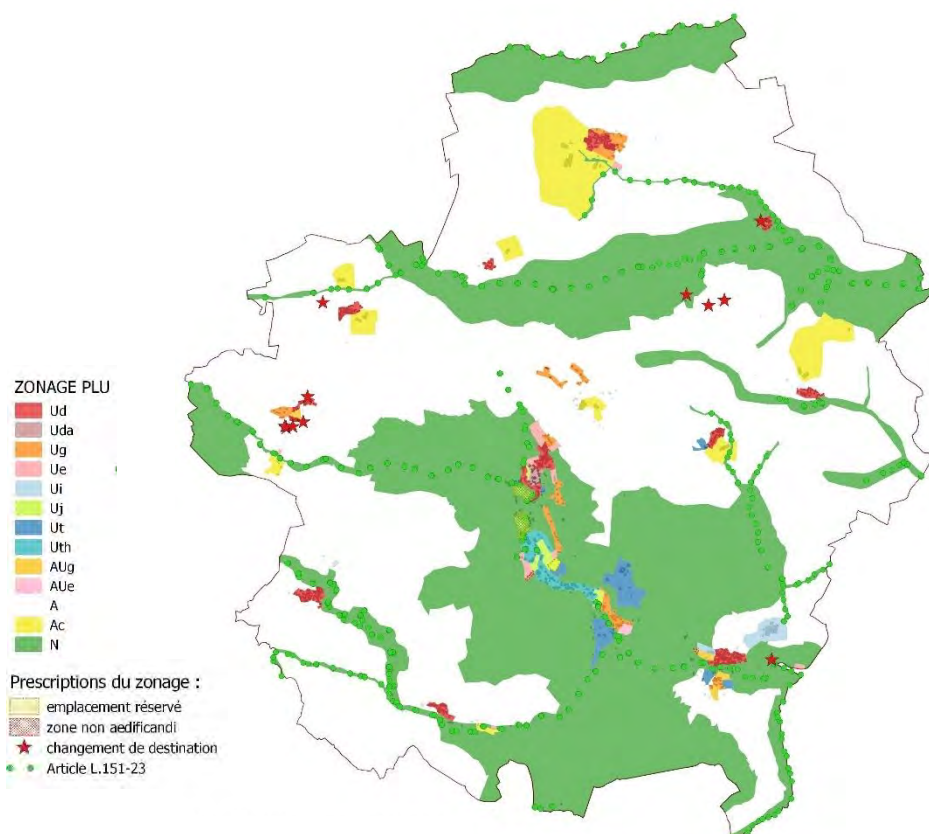 ZONAGE PLU
Ud
Uda
Ug
Ue
Ui
Uj
Ut
Uth
AUg
AUe
A
Ac
N
Prescriptions du zonage :
emplacement réservé
zone non aedificandi
changement de destination
Article L.151-23